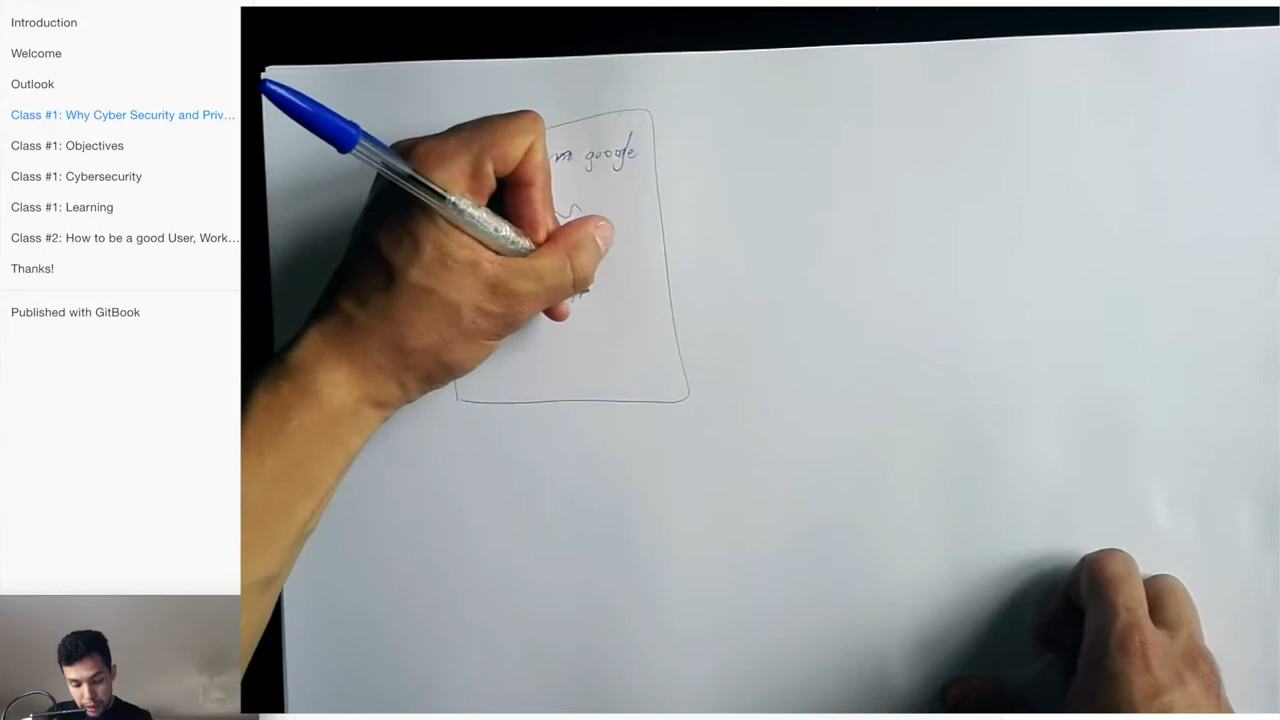 Introduction
Welcome
Outlook
Class #1: Why Cyber Security and Priv...
Class #1: Objectives
Class #1: Cybersecurity
Class #1: Learning
Class #2: How to be a good User, Work...
Thanks!
Published with GitBook
google